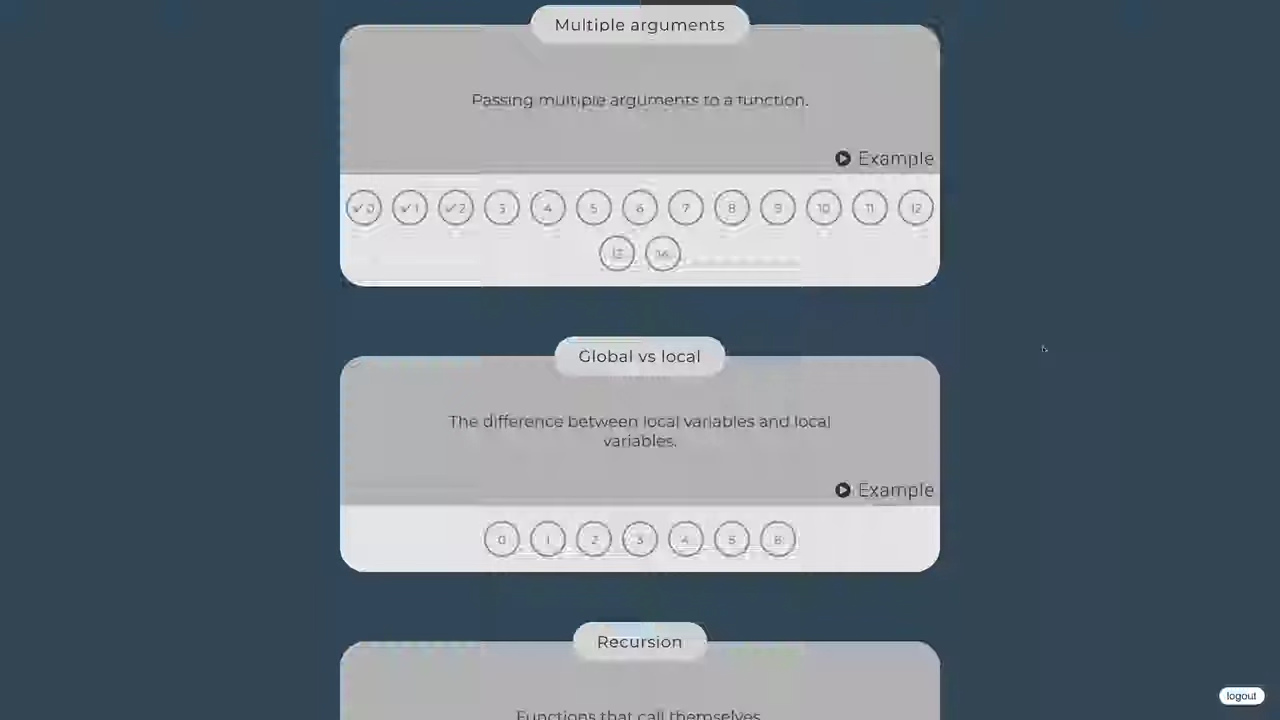 Multiple arguments
Passing multiple arguments to a function.
Example
✓ 0 ✓ 1 ✓ 2 3 4 5 6 7 8 9 10 11 12
13 14
Global vs local
The difference between local variables and local
variables.
Example
0 1 2 3 4 5 6
Recursion
Functions that call themselves
logout